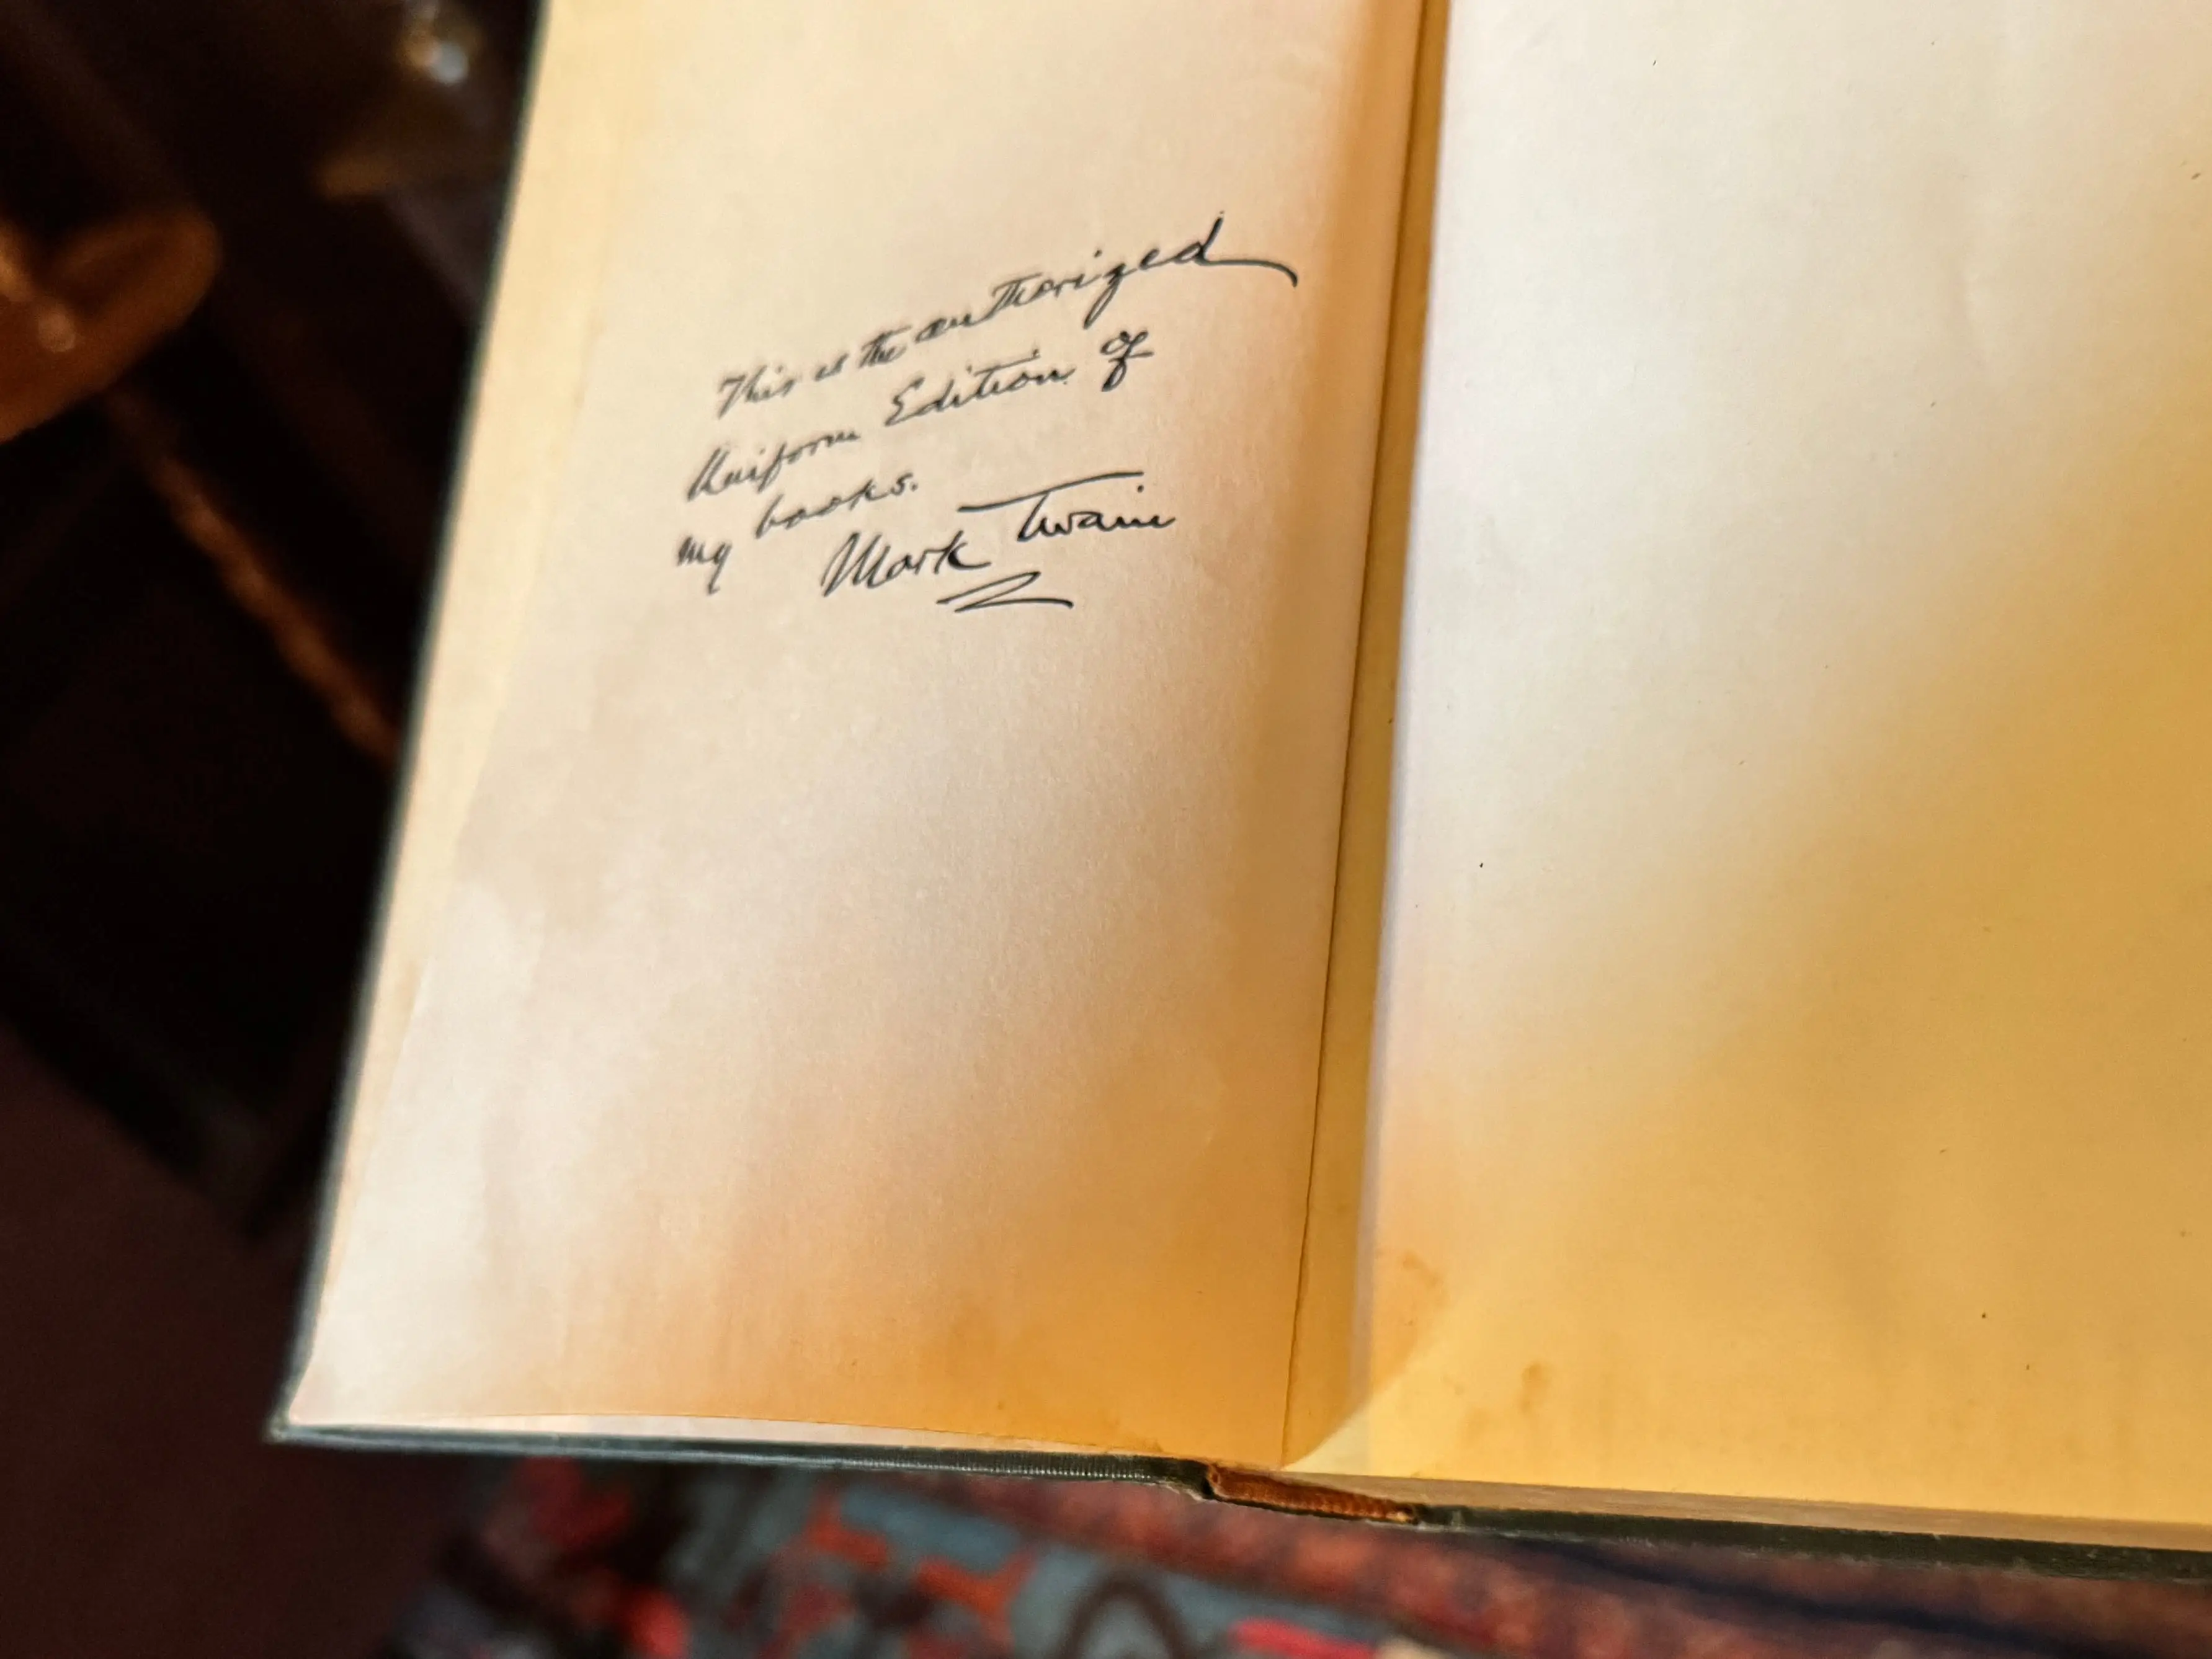 This is the authorized
Uniform Edition of
my books.
Mark Twain